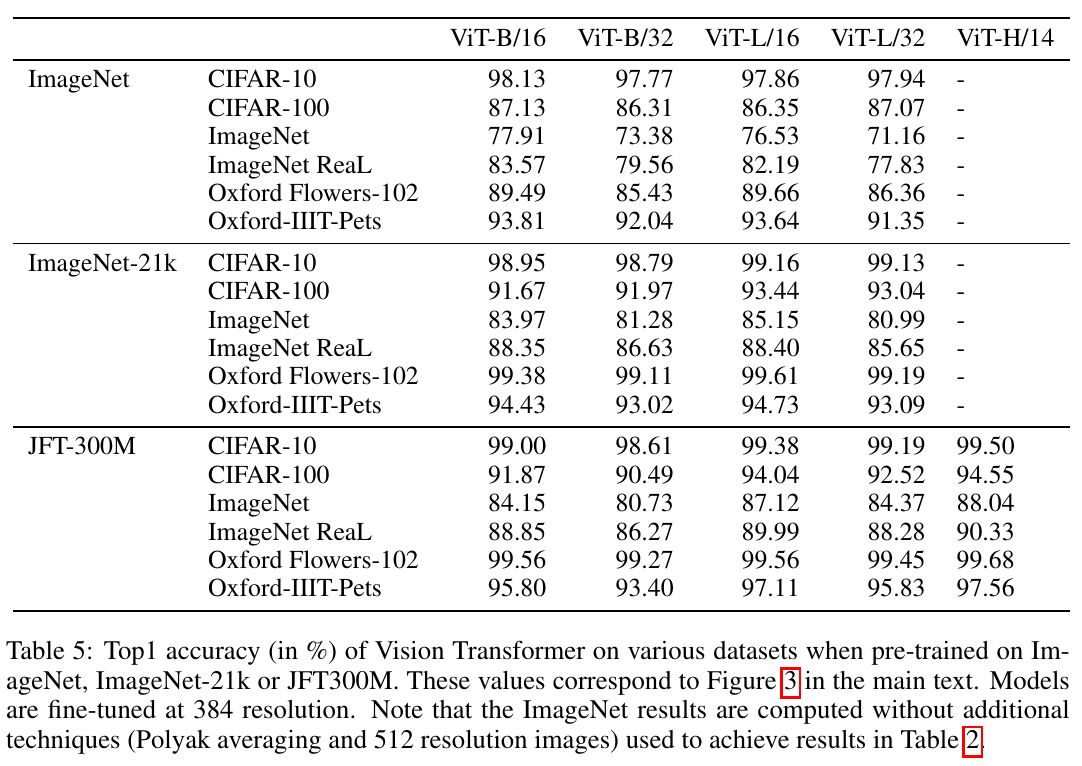 ViT-B/16 ViT-B/32 ViT-L/16 ViT-L/32 ViT-H/14
ImageNet CIFAR-10 98.13 97.77 97.86 97.94 -
CIFAR-100 87.13 86.31 86.35 87.07 -
ImageNet 77.91 73.38 76.53 71.16 -
ImageNet ReaL 83.57 79.56 82.19 77.83 -
Oxford Flowers-102 89.49 85.43 89.66 86.36 -
Oxford-IIIT-Pets 93.81 92.04 93.64 91.35 -
ImageNet-21k CIFAR-10 98.95 98.79 99.16 99.13 -
CIFAR-100 91.67 91.97 93.44 93.04 -
ImageNet 83.97 81.28 85.15 80.99 -
ImageNet ReaL 88.35 86.63 88.40 85.65 -
Oxford Flowers-102 99.38 99.11 99.61 99.19 -
Oxford-IIIT-Pets 94.43 93.02 94.73 93.09 -
JFT-300M CIFAR-10 99.00 98.61 99.38 99.19 99.50
CIFAR-100 91.87 90.49 94.04 92.52 94.55
ImageNet 84.15 80.73 87.12 84.37 88.04
ImageNet ReaL 88.85 86.27 89.99 88.28 90.33
Oxford Flowers-102 99.56 99.27 99.56 99.45 99.68
Oxford-IIIT-Pets 95.80 93.40 97.11 95.83 97.56
Table 5: Top1 accuracy (in %) of Vision Transformer on various datasets when pre-trained on Im-
ageNet, ImageNet-21k or JFT300M. These values correspond to Figure 3 in the main text. Models
are fine-tuned at 384 resolution. Note that the ImageNet results are computed without additional
techniques (Polyak averaging and 512 resolution images) used to achieve results in Table 2.